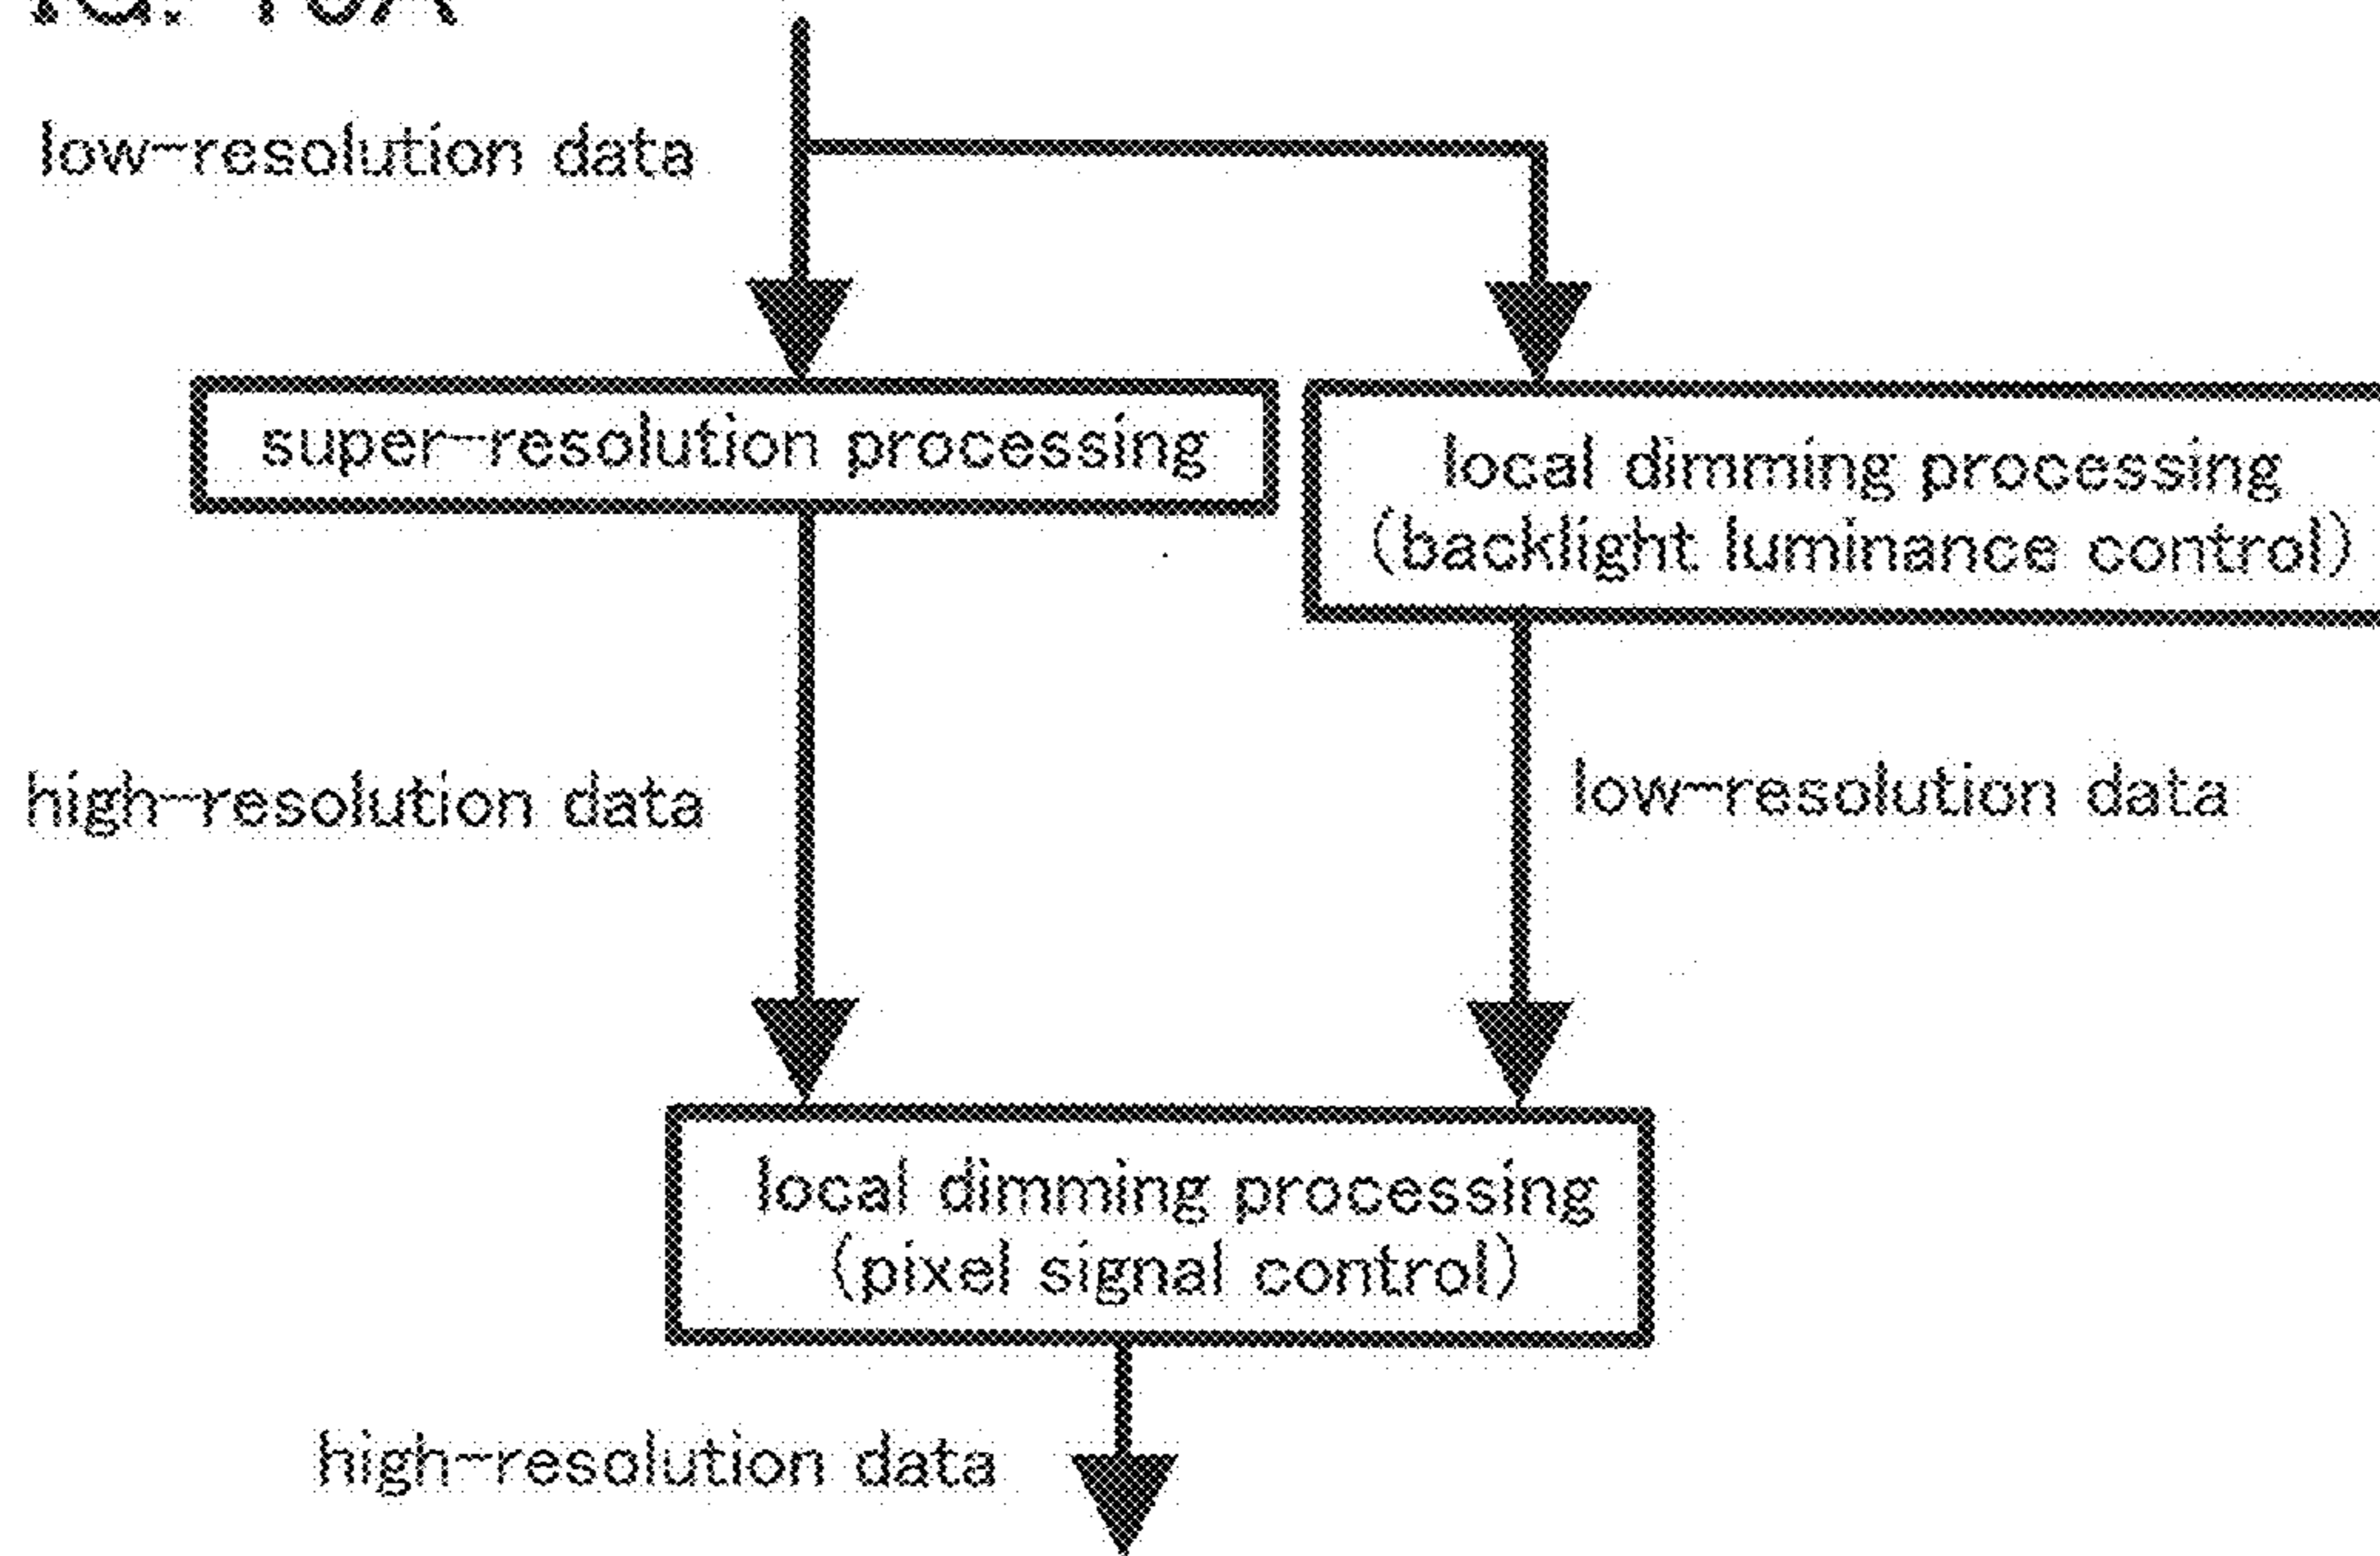 low-resolution data
super-resolution processing
local dimming processing
(backlight luminance control)
high-resolution data
low-resolution data
local dimming processing
(pixel signal control)
high-resolution data